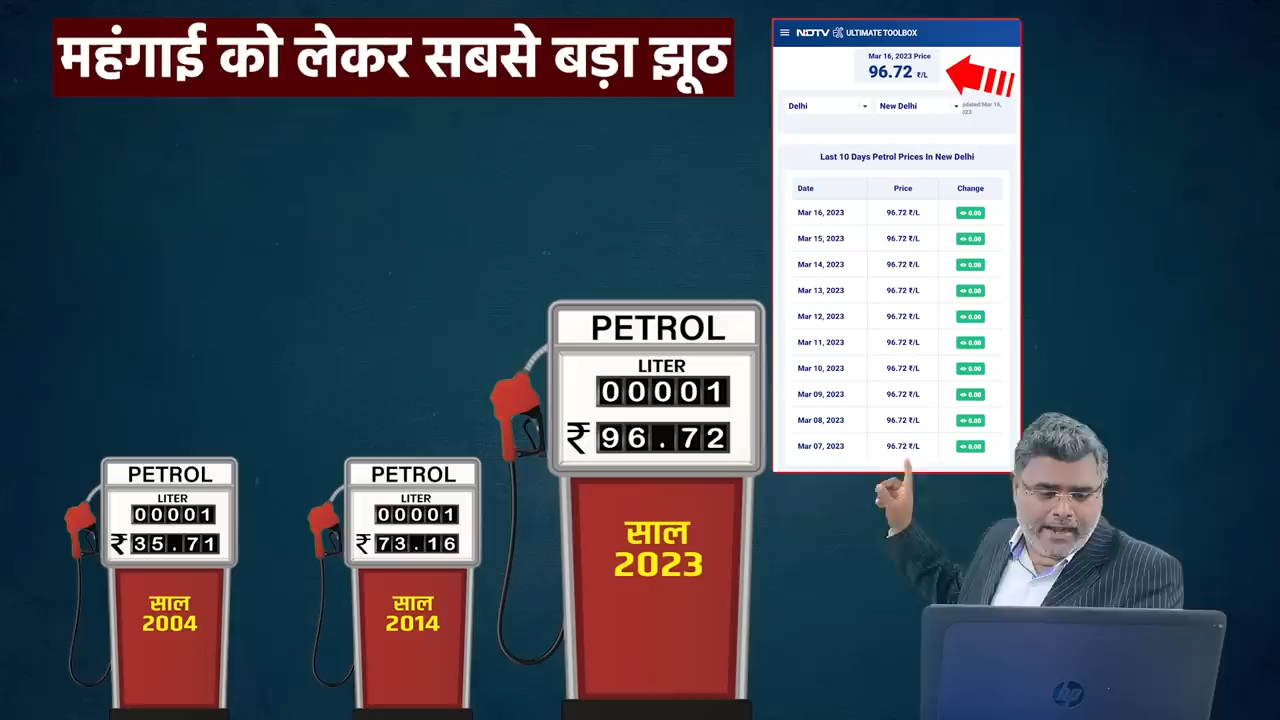 महंगाई को लेकर सबसे बड़ा झूठ
NDTV ULTIMATE TOOLBOX
Mar 16, 2023 Price
96.72 ₹/L
Delhi New Delhi pdated:Mar 16, 023
Last 10 Days Petrol Prices In New Delhi
Date Price Change
Mar 16, 2023 96.72 ₹/L 0.00
Mar 15, 2023 96.72 ₹/L 0.00
Mar 14, 2023 96.72 ₹/L 0.00
Mar 13, 2023 96.72 ₹/L 0.00
Mar 12, 2023 96.72 ₹/L 0.00
Mar 11, 2023 96.72 ₹/L 0.00
Mar 10, 2023 96.72 ₹/L 0.00
Mar 09, 2023 96.72 ₹/L 0.00
Mar 08, 2023 96.72 ₹/L 0.00
Mar 07, 2023 96.72 ₹/L 0.00
PETROL
LITER
00001
₹35.71
साल
2004
PETROL
LITER
00001
₹73.16
साल
2014
PETROL
LITER
00001
₹96.72
साल
2023
hp